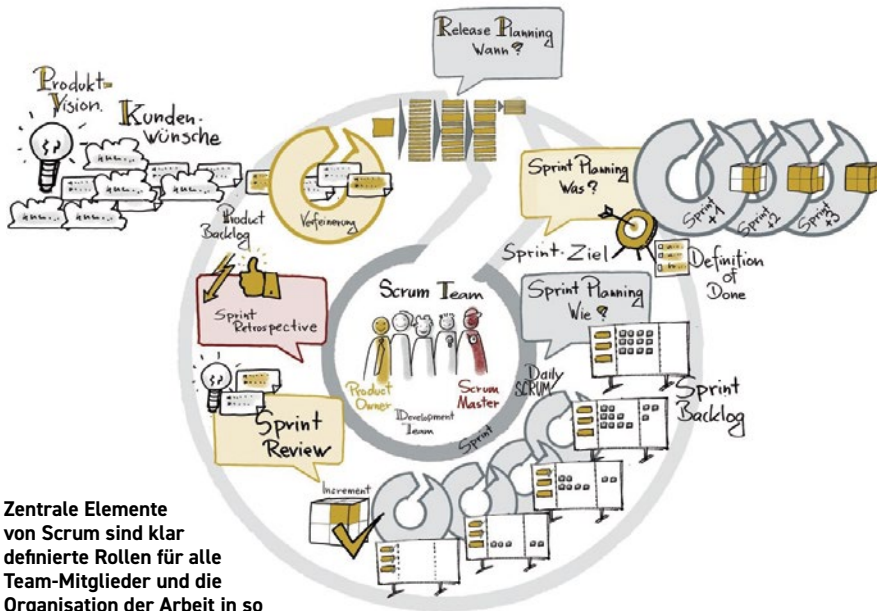 Release Planning
Wann?
Produkt-
Vision
Kunden-
wünsche
Product
Backlog
Verfeinerung
Sprint Planning
Was?
Sprint +1
Sprint +2
Sprint +3
Sprint-Ziel
Definition
of
Done
Sprint
Retrospective
Scrum Team
Product
Owner
Development
Team
Scrum
Master
Sprint Planning
Wie?
Daily
SCRUM
Sprint
Backlog
Sprint
Review
Sprint
Increment
Zentrale Elemente
von Scrum sind klar
definierte Rollen für alle
Team-Mitglieder und die
Organisation der Arbeit in so